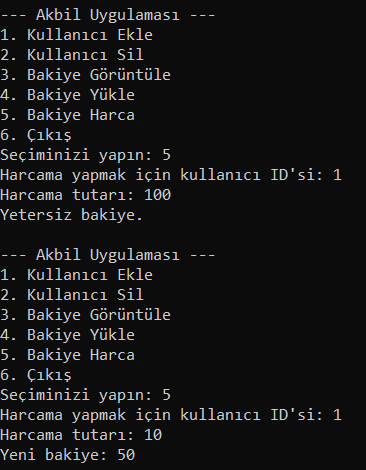 --- Akbil Uygulaması ---
1. Kullanıcı Ekle
2. Kullanıcı Sil
3. Bakiye Görüntüle
4. Bakiye Yükle
5. Bakiye Harca
6. Çıkış
Seçiminizi yapın: 5
Harcama yapmak için kullanıcı ID'si: 1
Harcama tutarı: 100
Yetersiz bakiye.

--- Akbil Uygulaması ---
1. Kullanıcı Ekle
2. Kullanıcı Sil
3. Bakiye Görüntüle
4. Bakiye Yükle
5. Bakiye Harca
6. Çıkış
Seçiminizi yapın: 5
Harcama yapmak için kullanıcı ID'si: 1
Harcama tutarı: 10
Yeni bakiye: 50